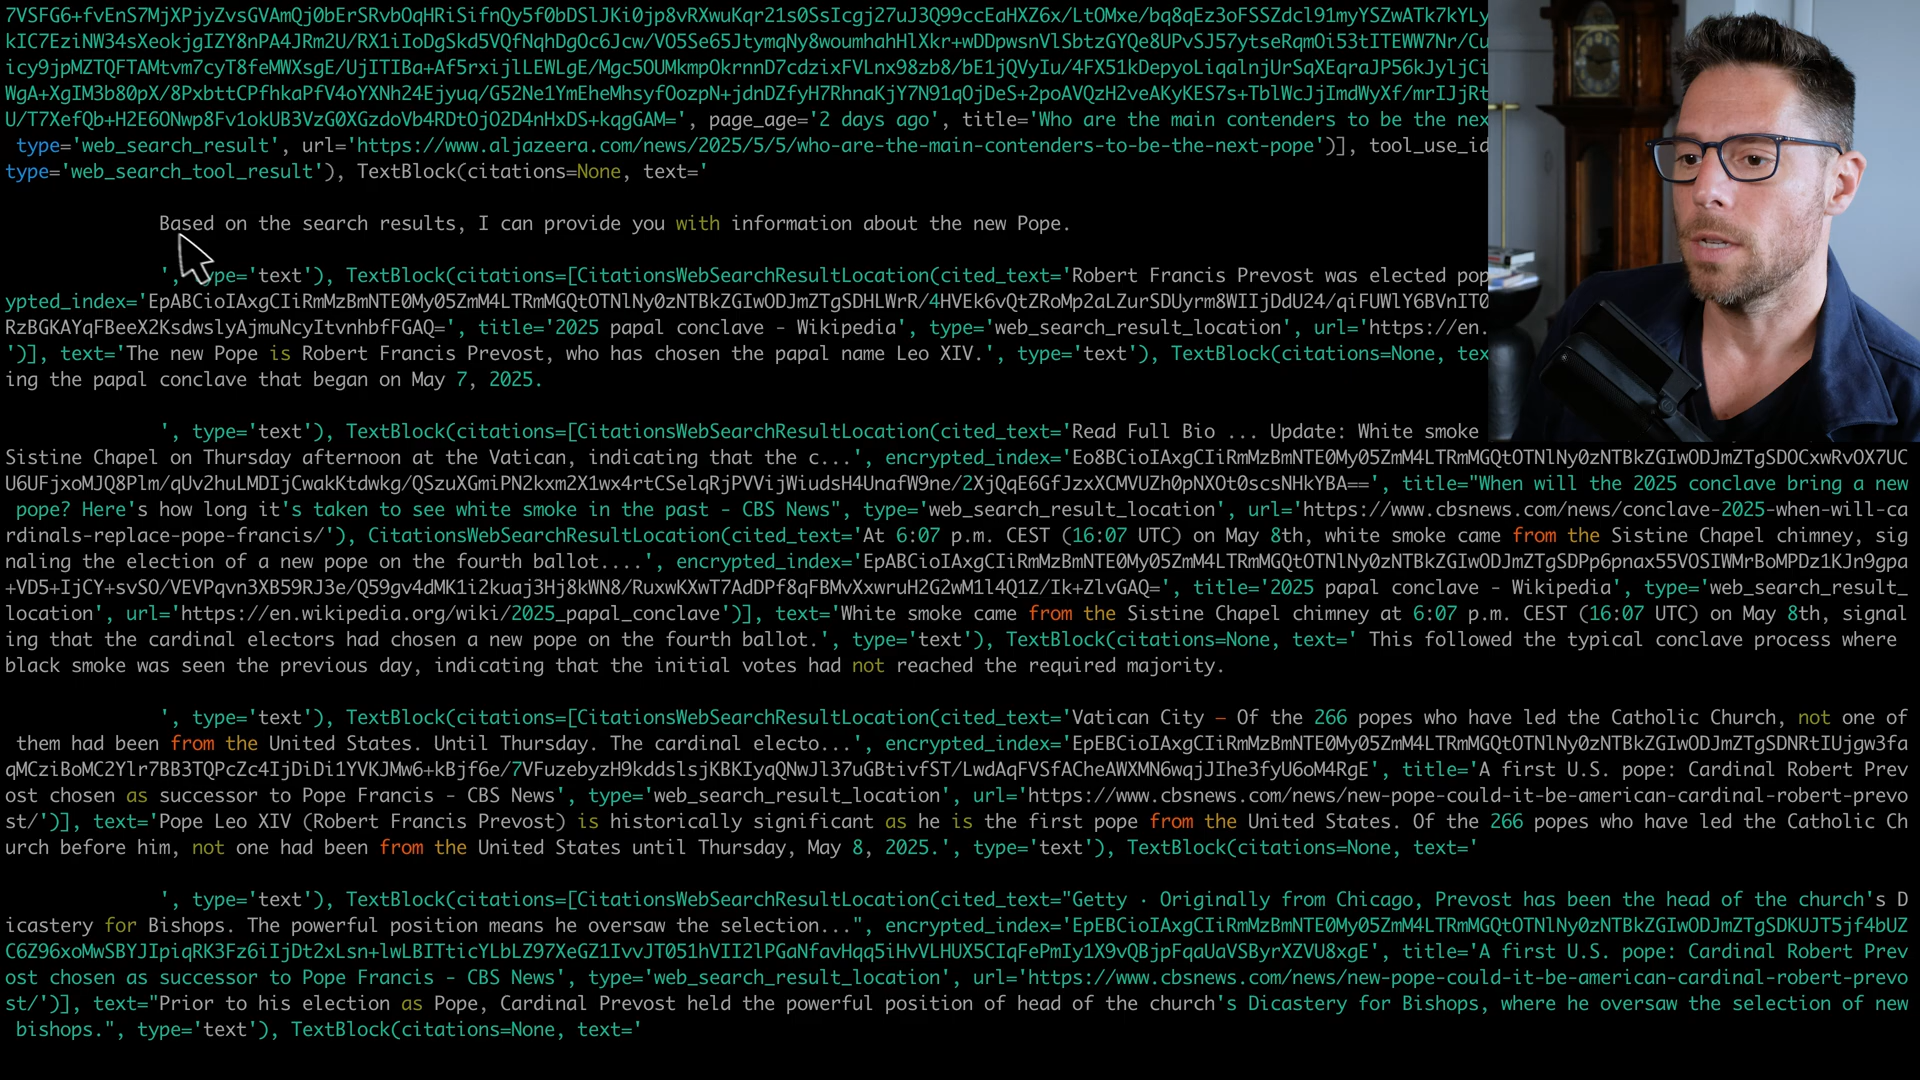 7VSFG6+fvEnS7MjXPjyZvsGVAmQj0bErSRvbOqHRiSifnQy5f0bDSlJKi0jp8vRXwuKqr21s0SsIcgj27uJ3Q99ccEaHXZ6x/LtOMxe/bq8qEz3oFSSZdcl91myYSZwATk7kYLy
kIC7EziNW34sXeokjgIZY8nPA4JRm2U/RX1iIoDgSkd5VQfNqhDgOc6Jcw/VO5Se65JtymqNy8woumhahHlXkr+wDDpwsnVlSbtzGYQe8UPvSJ57ytseRqmOi53tITEWW7Nr/Cu
icy9jpMZTQFTAMtvm7cyT8feMWXsgE/UjITIBa+Af5rxijlLEWLgE/Mgc5OUMkmpOkrnnD7cdzixFVLnx98zb8/bE1jQVyIu/4FX51kDepyoLiqalnjUrSqXEqraJP56kJyljCi
WgA+XgIM3b80pX/8PxbttCPfhkaPfV4oYXNh24Ejyuq/G52Ne1YmEheMhsyfOozpN+jdnDZfyH7RhnaKjY7N91qOjDeS+2poAVQzH2veAKyKES7s+TblWcJjImdWyXf/mrIJjRt
U/T7XefQb+H2E6ONwp8Fv1okUB3VzG0XGzdoVb4RDtOjO2D4nHxDS+kqgGAM=', page_age='2 days ago', title='Who are the main contenders to be the nex
type='web_search_result', url='https://www.aljazeera.com/news/2025/5/5/who-are-the-main-contenders-to-be-the-next-pope')], tool_use_id
type='web_search_tool_result'), TextBlock(citations=None, text='
Based on the search results, I can provide you with information about the new Pope.
', type='text'), TextBlock(citations=[CitationsWebSearchResultLocation(cited_text='Robert Francis Prevost was elected pop
ypted_index='EpABCioIAxgCIiRmMzBmNTE0My05ZmM4LTRmMGQtOTNlNy0zNTBkZGIwODJmZTgSDHLWrR/4HVEk6vQtZRoMp2aLZurSDUyrm8WIIjDdU24/qiFUWlY6BVnIT0
RzBGKAYqFBeeX2KsdwslyAjmuNcyItvnhbfFGAQ=', title='2025 papal conclave - Wikipedia', type='web_search_result_location', url='https://en.
')], text='The new Pope is Robert Francis Prevost, who has chosen the papal name Leo XIV.', type='text'), TextBlock(citations=None, tex
ing the papal conclave that began on May 7, 2025.
', type='text'), TextBlock(citations=[CitationsWebSearchResultLocation(cited_text='Read Full Bio ... Update: White smoke
Sistine Chapel on Thursday afternoon at the Vatican, indicating that the c...', encrypted_index='Eo8BCioIAxgCIiRmMzBmNTE0My05ZmM4LTRmMGQtOTNlNy0zNTBkZGIwODJmZTgSDOCxwRvOX7UC
U6UFjxoMJQ8Plm/qUv2huLMDIjCwakKtdwkg/QSzuXGmiPN2kxm2X1wx4rtCSelqRjPVVijWiudsH4UnafW9ne/2XjQqE6GfJzxXCMVUZh0pNXOt0scsNHkYBA==', title="When will the 2025 conclave bring a new
pope? Here's how long it's taken to see white smoke in the past - CBS News", type='web_search_result_location', url='https://www.cbsnews.com/news/conclave-2025-when-will-ca
rdinals-replace-pope-francis/'), CitationsWebSearchResultLocation(cited_text='At 6:07 p.m. CEST (16:07 UTC) on May 8th, white smoke came from the Sistine Chapel chimney, sig
naling the election of a new pope on the fourth ballot....', encrypted_index='EpABCioIAxgCIiRmMzBmNTE0My05ZmM4LTRmMGQtOTNlNy0zNTBkZGIwODJmZTgSDPp6pnax55VOSIWMrBoMPDz1KJn9gpa
+VD5+IjCY+svSO/VEVPqvn3XB59RJ3e/Q59gv4dMK1i2kuaj3Hj8kWN8/RuxwKXwT7AdDPf8qFBMvXxwruH2G2wM1l4Q1Z/Ik+ZlvGAQ=', title='2025 papal conclave - Wikipedia', type='web_search_result_
location', url='https://en.wikipedia.org/wiki/2025_papal_conclave')], text='White smoke came from the Sistine Chapel chimney at 6:07 p.m. CEST (16:07 UTC) on May 8th, signal
ing that the cardinal electors had chosen a new pope on the fourth ballot.', type='text'), TextBlock(citations=None, text=' This followed the typical conclave process where
black smoke was seen the previous day, indicating that the initial votes had not reached the required majority.
', type='text'), TextBlock(citations=[CitationsWebSearchResultLocation(cited_text='Vatican City — Of the 266 popes who have led the Catholic Church, not one of
them had been from the United States. Until Thursday. The cardinal electo...', encrypted_index='EpEBCioIAxgCIiRmMzBmNTE0My05ZmM4LTRmMGQtOTNlNy0zNTBkZGIwODJmZTgSDNRtIUjgw3fa
qMCziBoMC2Ylr7BB3TQPcZc4IjDiDi1YVKJMw6+kBjf6e/7VFuzebyzH9kddslsjKBKIyqQNwJl37uGBtivfST/LwdAqFVSfACheAWXMN6wqjJIhe3fyU6oM4RgE', title='A first U.S. pope: Cardinal Robert Prev
ost chosen as successor to Pope Francis - CBS News', type='web_search_result_location', url='https://www.cbsnews.com/news/new-pope-could-it-be-american-cardinal-robert-prevo
st/')], text='Pope Leo XIV (Robert Francis Prevost) is historically significant as he is the first pope from the United States. Of the 266 popes who have led the Catholic Ch
urch before him, not one had been from the United States until Thursday, May 8, 2025.', type='text'), TextBlock(citations=None, text='
', type='text'), TextBlock(citations=[CitationsWebSearchResultLocation(cited_text="Getty · Originally from Chicago, Prevost has been the head of the church's D
icastery for Bishops. The powerful position means he oversaw the selection...", encrypted_index='EpEBCioIAxgCIiRmMzBmNTE0My05ZmM4LTRmMGQtOTNlNy0zNTBkZGIwODJmZTgSDKUJT5jf4bUZ
C6Z96xoMwSBYJIpiqRK3Fz6iIjDt2xLsn+lwLBITticYLbLZ97XeGZ1IvvJT051hVII2lPGaNfavHqq5iHvVLHUX5CIqFePmIy1X9vQBjpFqaUaVSByrXZVU8xgE', title='A first U.S. pope: Cardinal Robert Prev
ost chosen as successor to Pope Francis - CBS News', type='web_search_result_location', url='https://www.cbsnews.com/news/new-pope-could-it-be-american-cardinal-robert-prevo
st/')], text="Prior to his election as Pope, Cardinal Prevost held the powerful position of head of the church's Dicastery for Bishops, where he oversaw the selection of new
bishops.", type='text'), TextBlock(citations=None, text='